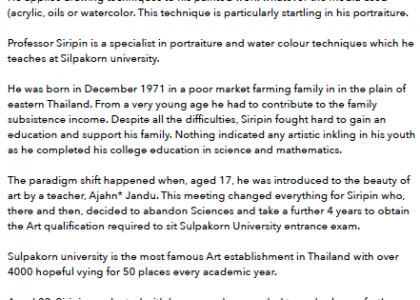 (acrylic, oils or watercolor. This technique is particularly startling in his portraiture.
Professor Siripin is a specialist in portraiture and water colour techniques which he
teaches at Silpakorn university.
He was born in December 1971 in a poor market farming family in in the plain of
eastern Thailand. From a very young age he had to contribute to the family
subsistence income. Despite all the difficulties, Siripin fought hard to gain an
education and support his family. Nothing indicated any artistic inkling in his youth
as he completed his college education in science and mathematics.
The paradigm shift happened when, aged 17, he was introduced to the beauty of
art by a teacher, Ajahn* Jandu. This meeting changed everything for Siripin who,
there and then, decided to abandon Sciences and take a further 4 years to obtain
the Art qualification required to sit Sulpakorn University entrance exam.
Sulpakorn university is the most famous Art establishment in Thailand with over
4000 hopeful vying for 50 places every academic year.